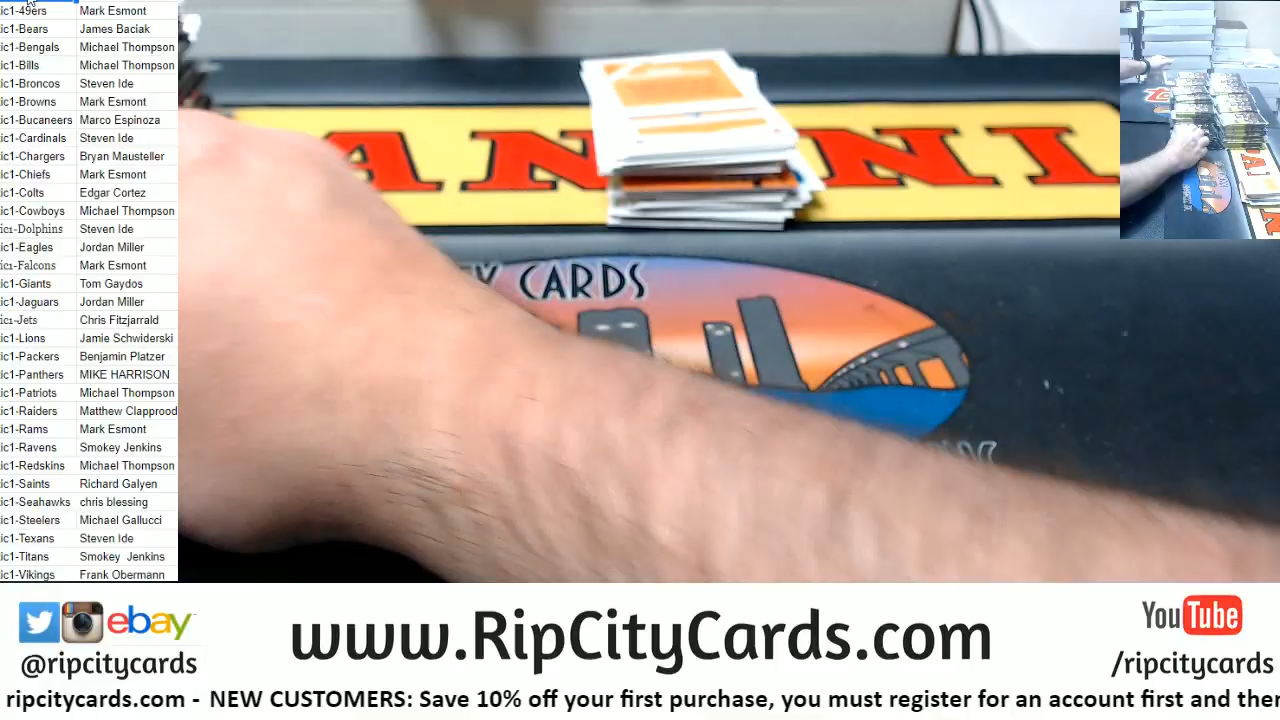 ic1-49ers Mark Esmont
ic1-Bears James Baciak
ic1-Bengals Michael Thompson
ic1-Bills Michael Thompson
ic1-Broncos Steven Ide
ic1-Browns Mark Esmont
ic1-Bucaneers Marco Espinoza
ic1-Cardinals Steven Ide
ic1-Chargers Bryan Mausteller
ic1-Chiefs Mark Esmont
ic1-Colts Edgar Cortez
ic1-Cowboys Michael Thompson
ic1-Dolphins Steven Ide
ic1-Eagles Jordan Miller
ic1-Falcons Mark Esmont
ic1-Giants Tom Gaydos
ic1-Jaguars Jordan Miller
ic1-Jets Chris Fitzjarrald
ic1-Lions Jamie Schwiderski
ic1-Packers Benjamin Platzer
ic1-Panthers MIKE HARRISON
ic1-Patriots Michael Thompson
ic1-Raiders Matthew Clapprood
ic1-Rams Mark Esmont
ic1-Ravens Smokey Jenkins
ic1-Redskins Michael Thompson
ic1-Saints Richard Galyen
ic1-Seahawks chris blessing
ic1-Steelers Michael Gallucci
ic1-Texans Steven Ide
ic1-Titans Smokey Jenkins
ic1-Vikings Frank Obermann
ANINI
Y CARDS
ebay
@ripcitycards
www.RipCityCards.com
YouTube
/ripcitycards
ripcitycards.com - NEW CUSTOMERS: Save 10% off your first purchase, you must register for an account first and then